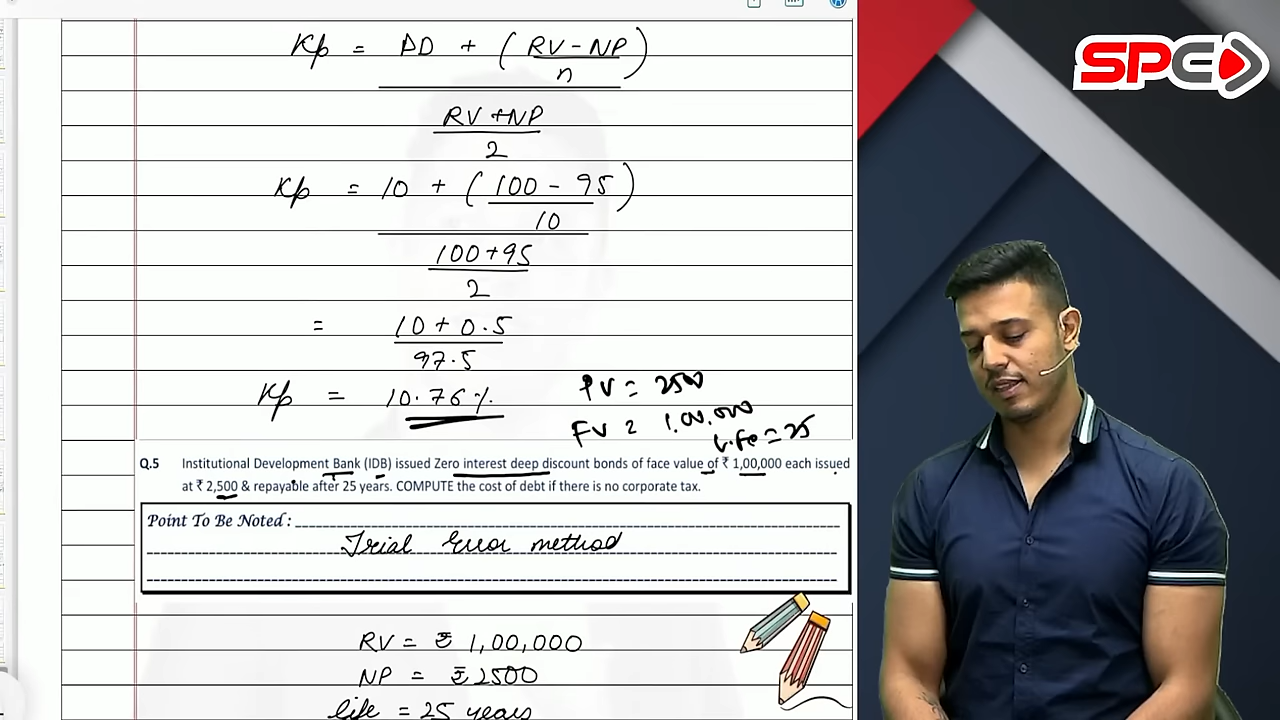 SPC
Kp = PD + (RV - NP)
n
RV + NP
2
Kp = 10 + (100 - 95)
10
100+95
2
= 10 + 0.5
97.5
Kp = 10.76 %.
PV = 2500
FV = 1,00,000
Life = 25
Q.5 Institutional Development Bank (IDB) issued Zero interest deep discount bonds of face value of ₹ 1,00,000 each issued
at ₹ 2,500 & repayable after 25 years. COMPUTE the cost of debt if there is no corporate tax.
Point To Be Noted :
Trial Error method
RV = ₹ 1,00,000
NP = ₹ 2500
life = 25 years